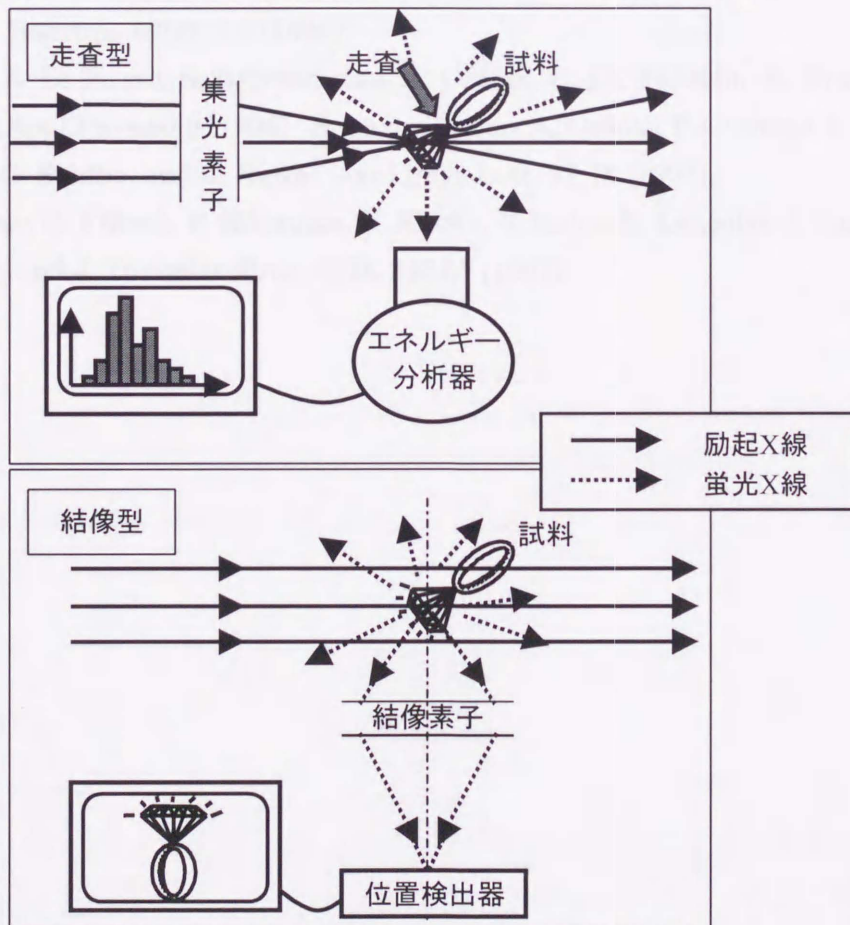 走査型
走査
試料
集光素子
エネルギー
分析器
励起X線
蛍光X線
結像型
試料
結像素子
位置検出器